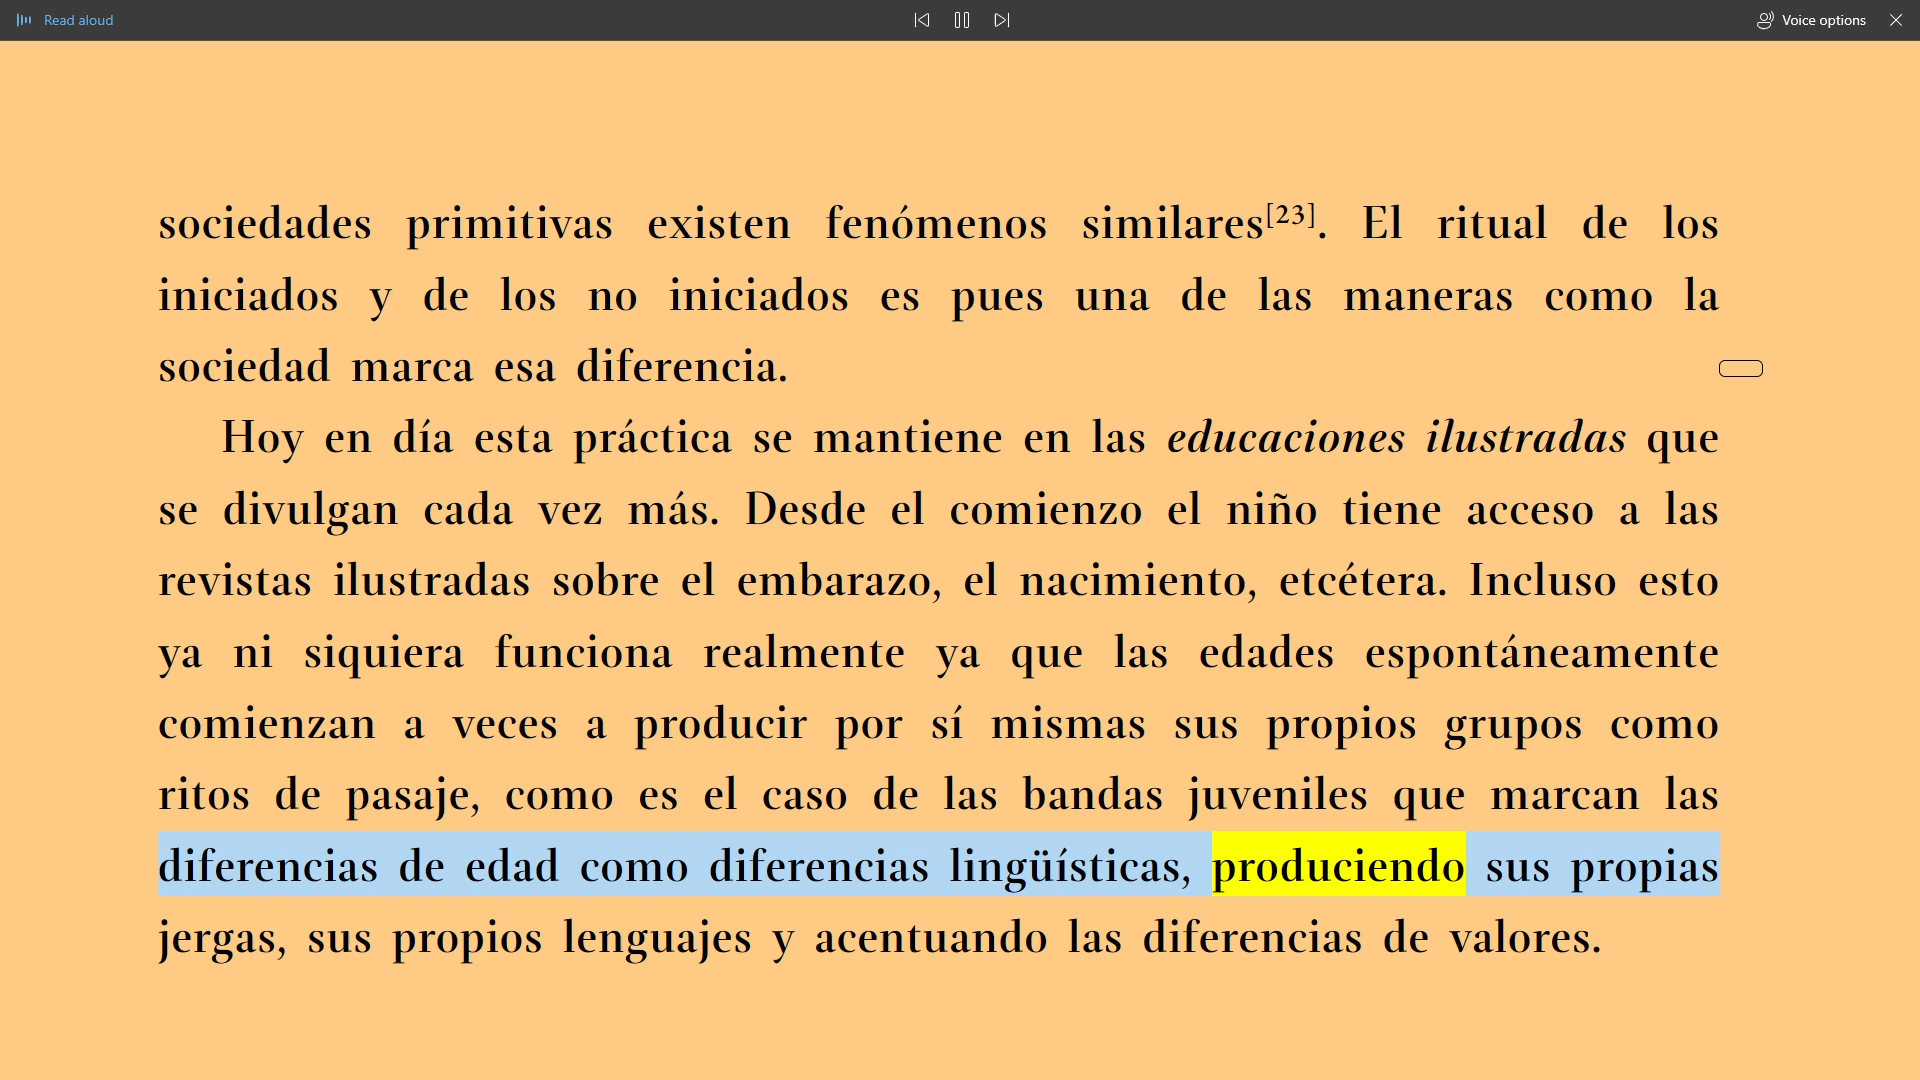 Read aloud
Voice options
sociedades primitivas existen fenómenos similares[23]. El ritual de los
iniciados y de los no iniciados es pues una de las maneras como la
sociedad marca esa diferencia.
Hoy en día esta práctica se mantiene en las educaciones ilustradas que
se divulgan cada vez más. Desde el comienzo el niño tiene acceso a las
revistas ilustradas sobre el embarazo, el nacimiento, etcétera. Incluso esto
ya ni siquiera funciona realmente ya que las edades espontáneamente
comienzan a veces a producir por sí mismas sus propios grupos como
ritos de pasaje, como es el caso de las bandas juveniles que marcan las
diferencias de edad como diferencias lingüísticas, produciendo sus propias
jergas, sus propios lenguajes y acentuando las diferencias de valores.